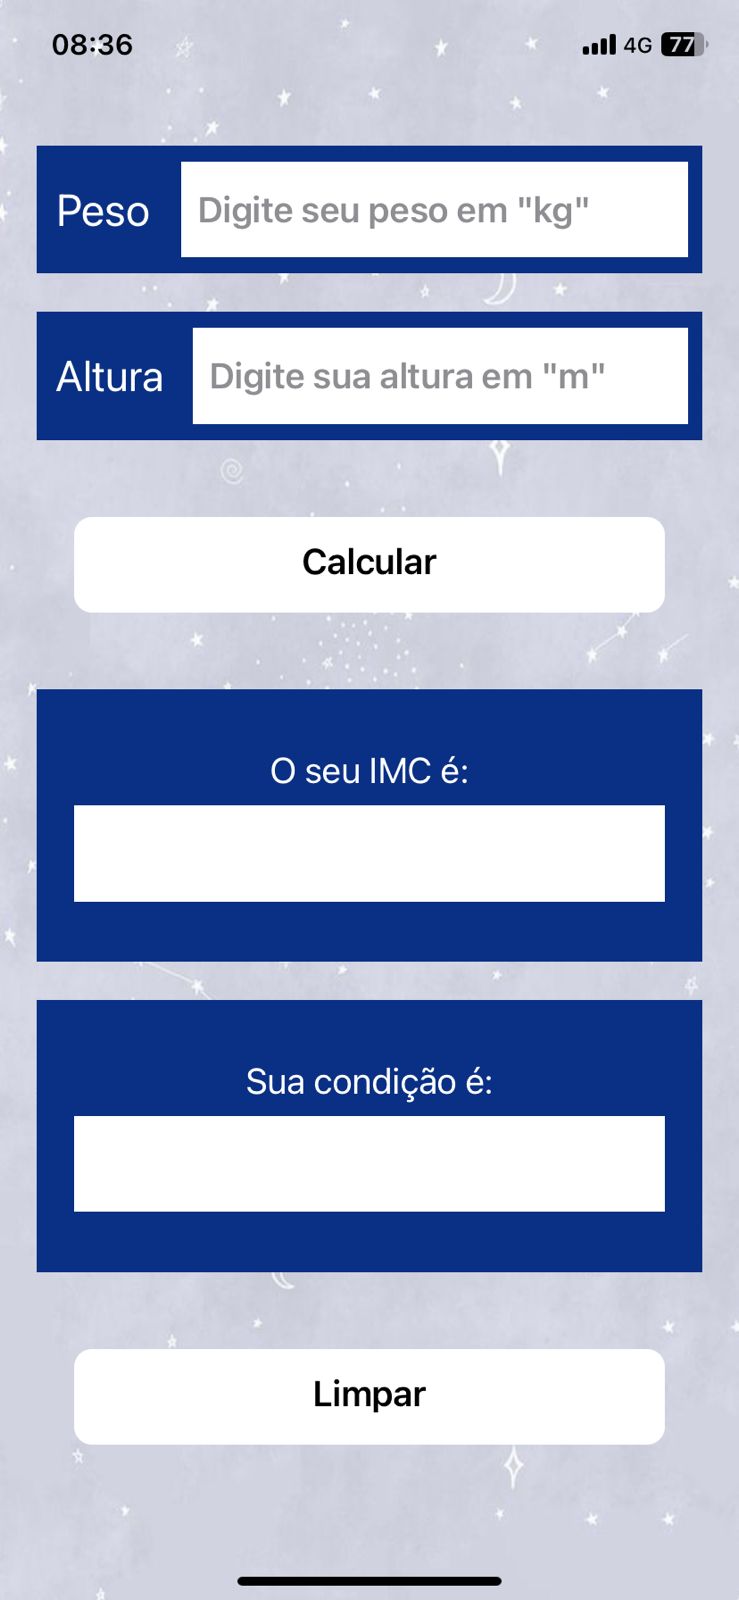 08:36 4G 77
Peso Digite seu peso em "kg"
Altura Digite sua altura em "m"
Calcular
O seu IMC é:
Sua condição é:
Limpar